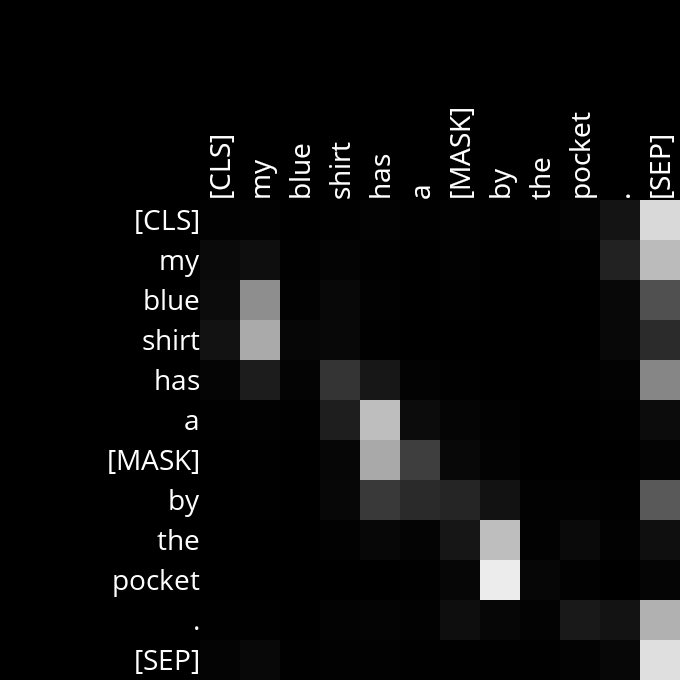 [CLS] my blue shirt has a [MASK] by the pocket . [SEP]
[CLS]
my
blue
shirt
has
a
[MASK]
by
the
pocket
.
[SEP]